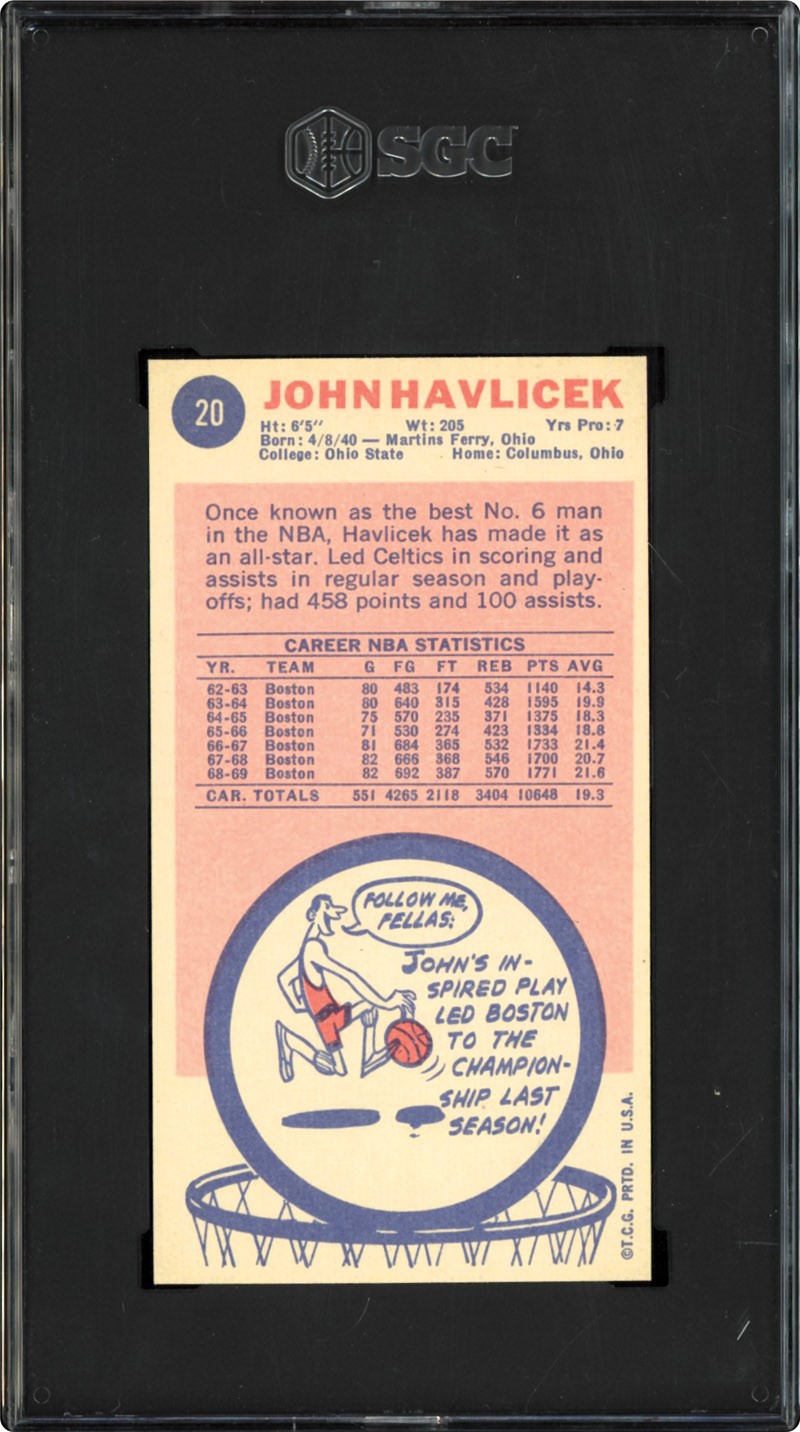 SGC
20 JOHN HAVLICEK
Ht: 6'5" Wt: 205 Yrs Pro: 7
Born: 4/8/40 — Martins Ferry, Ohio
College: Ohio State Home: Columbus, Ohio
Once known as the best No. 6 man
in the NBA, Havlicek has made it as
an all-star. Led Celtics in scoring and
assists in regular season and play-
offs; had 458 points and 100 assists.
CAREER NBA STATISTICS
YR. TEAM G FG FT REB PTS AVG
62-63 Boston 80 483 174 534 1140 14.3
63-64 Boston 80 640 315 428 1595 19.9
64-65 Boston 75 570 235 371 1375 18.3
65-66 Boston 71 530 274 423 1334 18.8
66-67 Boston 81 684 365 532 1733 21.4
67-68 Boston 82 666 368 546 1700 20.7
68-69 Boston 82 692 387 570 1771 21.6
CAR. TOTALS 551 4265 2118 3404 10648 19.3
FOLLOW ME,
FELLAS:
JOHN'S IN-
SPIRED PLAY
LED BOSTON
TO THE
CHAMPION-
SHIP LAST
SEASON!
©T.C.G. PRTD. IN U.S.A.